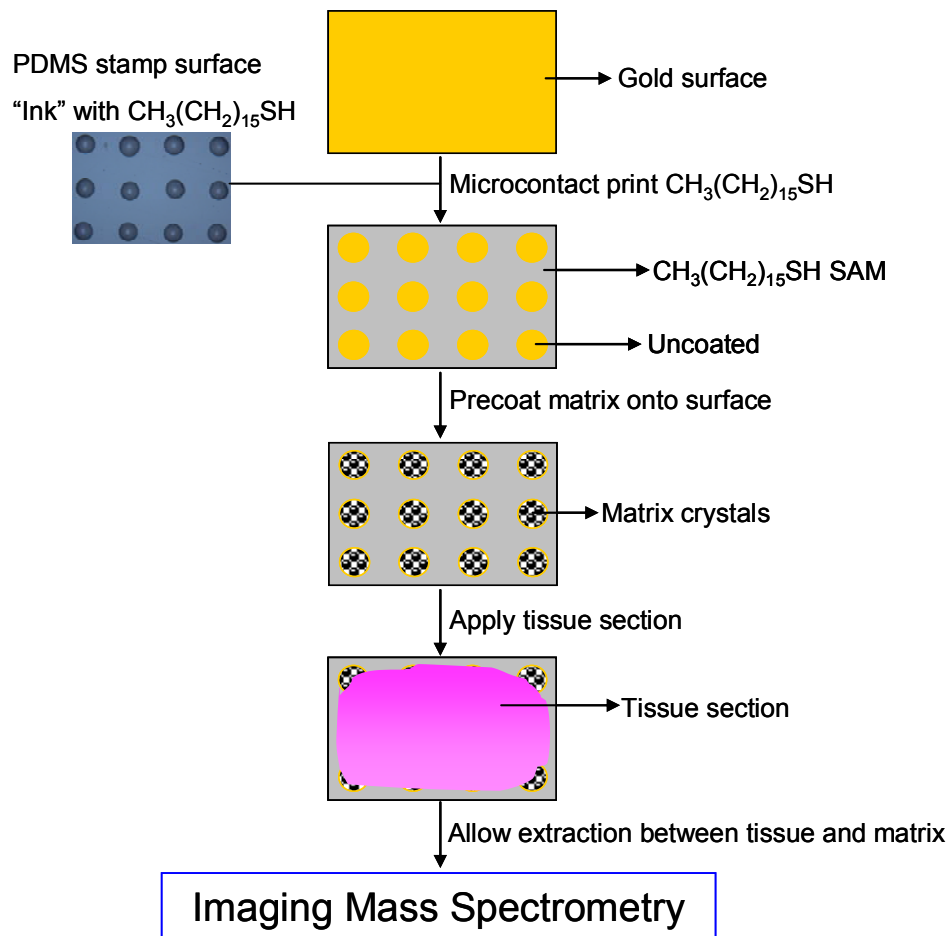 PDMS stamp surface
“Ink” with CH₃(CH₂)₁₅SH
Gold surface
Microcontact print CH₃(CH₂)₁₅SH
CH₃(CH₂)₁₅SH SAM
Uncoated
Precoat matrix onto surface
Matrix crystals
Apply tissue section
Tissue section
Allow extraction between tissue and matrix
Imaging Mass Spectrometry